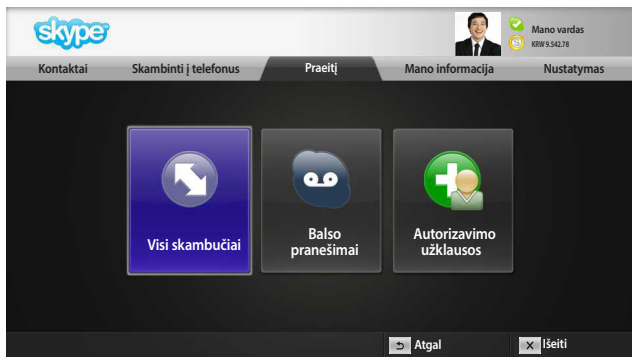 skype
Mano vardas
KRW 9.542.78
Kontaktai
Skambinti į telefonus
Praeitį
Mano informacija
Nustatymas
Visi skambučiai
Balso
pranešimai
Autorizavimo
užklausos
Atgal
Išeiti